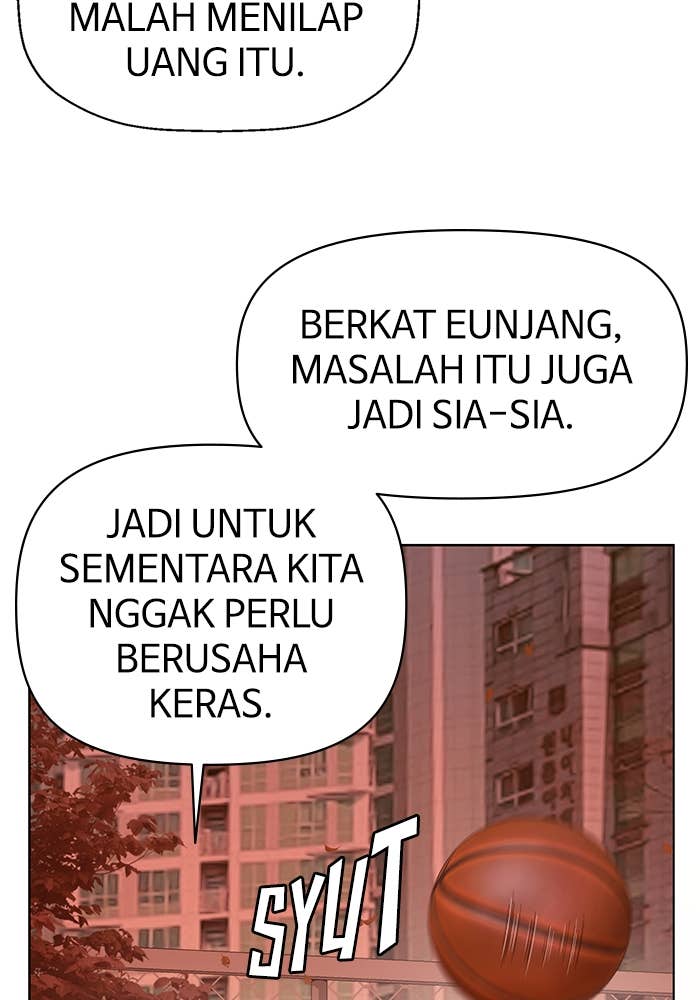 MALAH MENILAP
UANG ITU.
BERKAT EUNJANG,
MASALAH ITU JUGA
JADI SIA-SIA.
JADI UNTUK
SEMENTARA KITA
NGGAK PERLU
BERUSAHA
KERAS.
SYUT